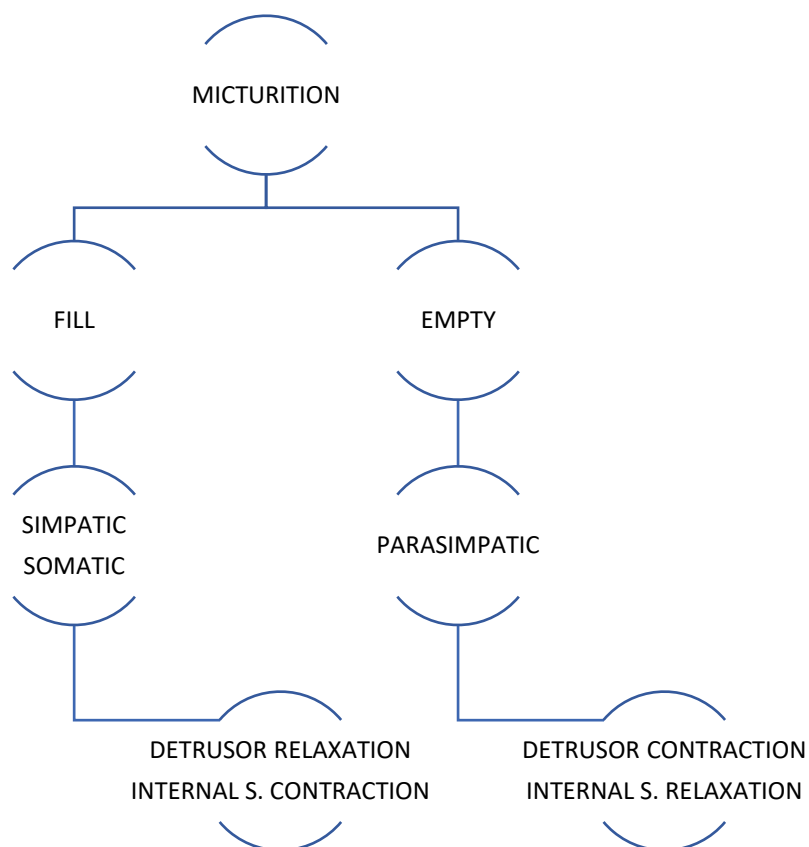 MICTURITION
FILL
EMPTY
SIMPATIC
SOMATIC
PARASIMPATIC
DETRUSOR RELAXATION
INTERNAL S. CONTRACTION
DETRUSOR CONTRACTION
INTERNAL S. RELAXATION